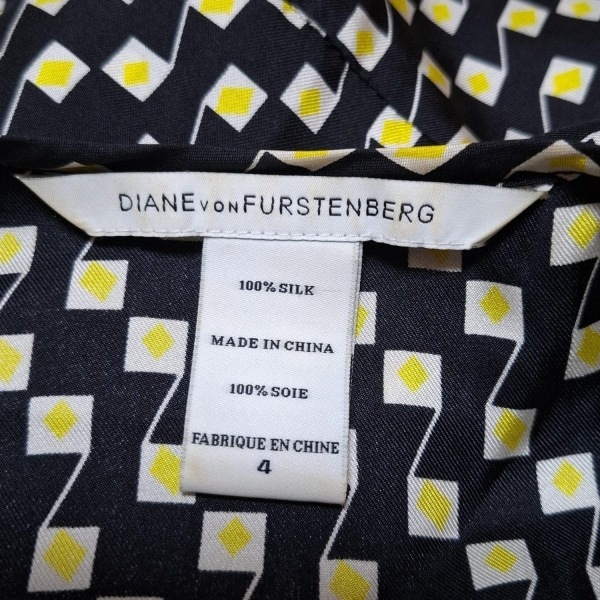 DIANE VON FURSTENBERG
100% SILK
MADE IN CHINA
100% SOIE
FABRIQUE EN CHINE
4